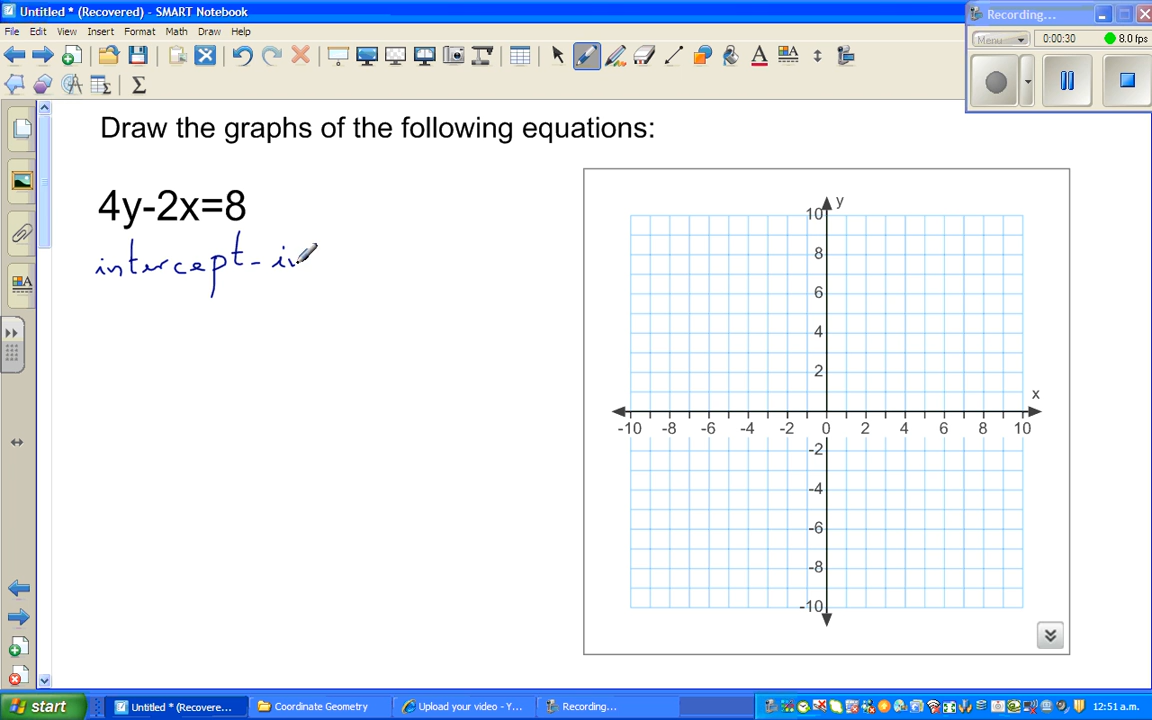 Untitled * (Recovered) - SMART Notebook
Recording...
File Edit View Insert Format Math Draw Help
Menu 0:00:30 8.0 fps
Draw the graphs of the following equations:
4y-2x=8
intercept - i
y
10
8
6
4
2
x
-10 -8 -6 -4 -2 0 2 4 6 8 10
-2
-4
-6
-8
-10
start Untitled * (Recovere... Coordinate Geometry Upload your video - Y... Recording... 12:51 a.m.